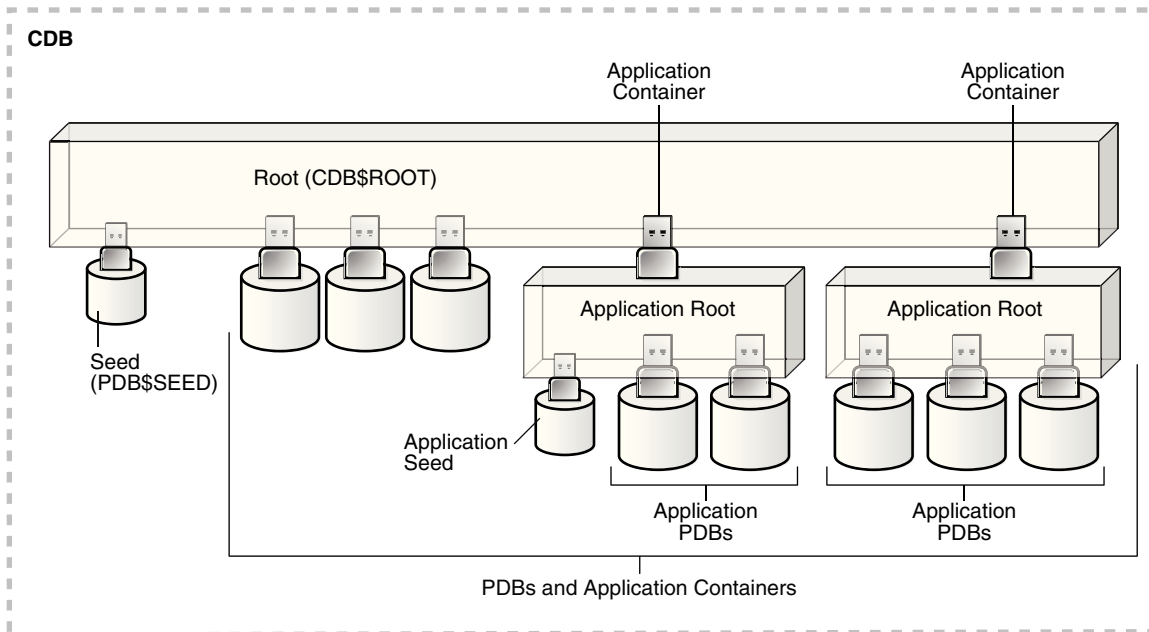 CDB
Application
Container
Application
Container
Root (CDB$ROOT)
Application Root
Application Root
Seed
(PDB$SEED)
Application
Seed
Application
PDBs
Application
PDBs
PDBs and Application Containers